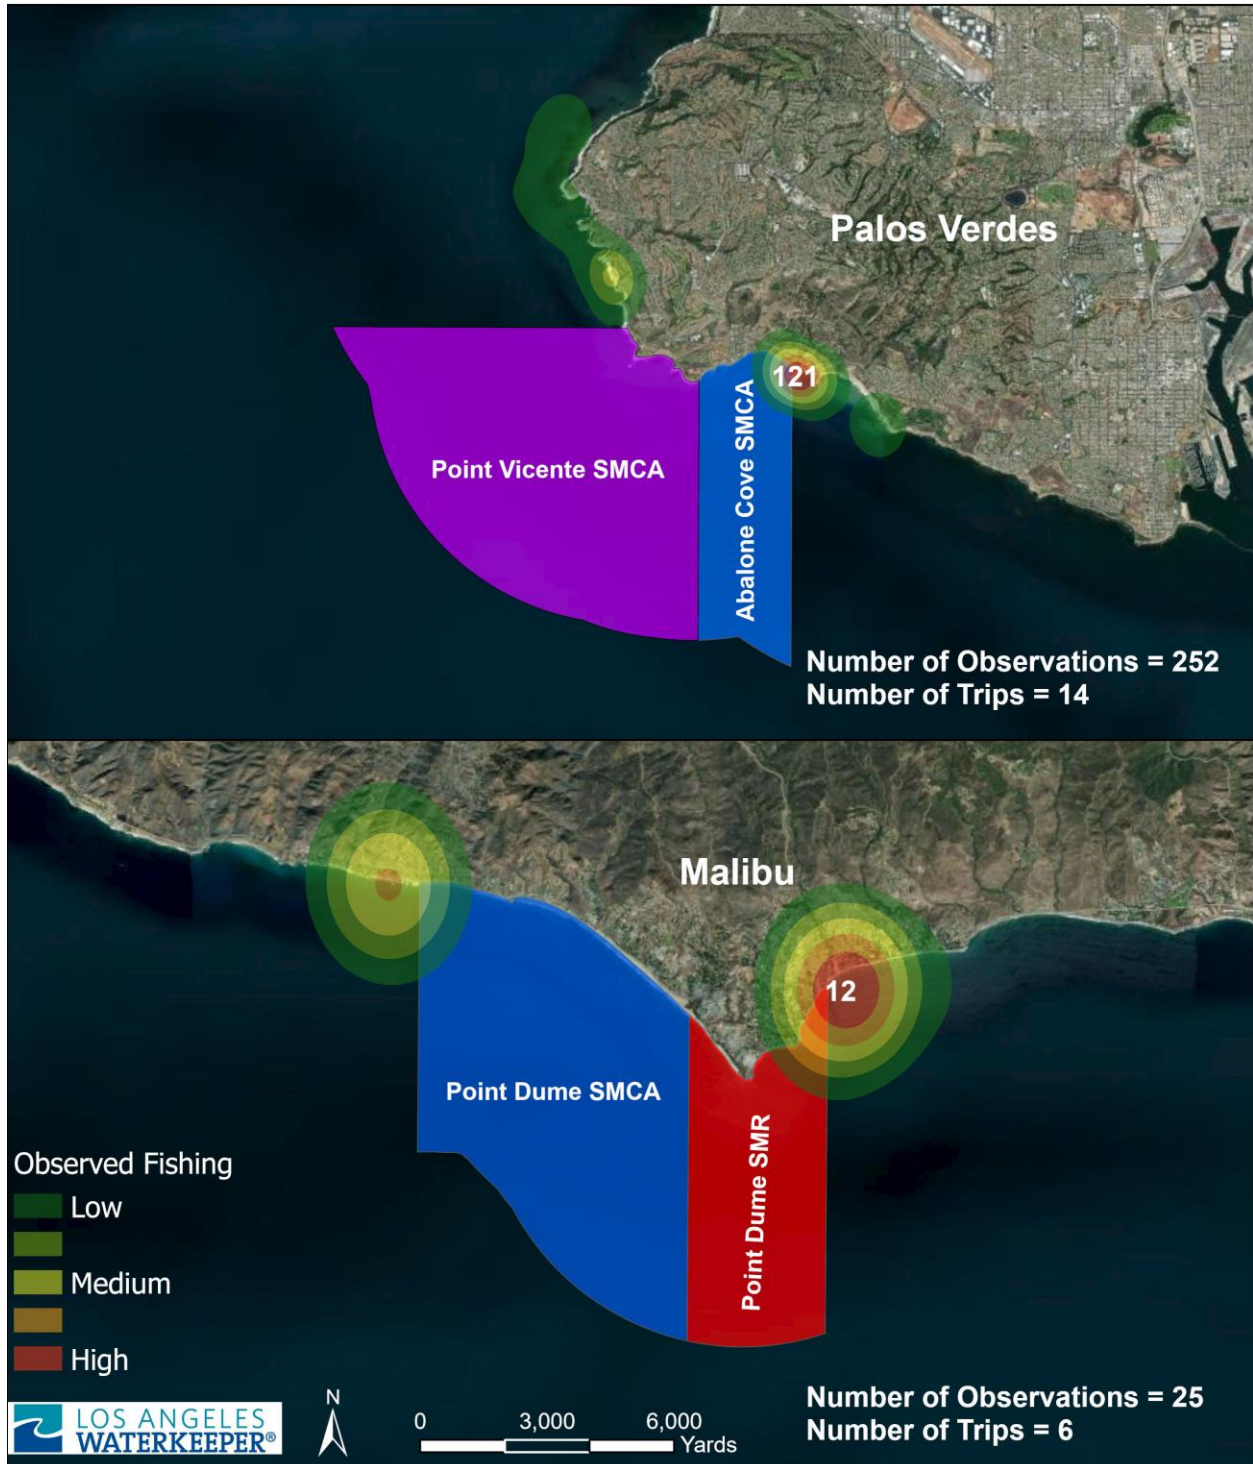 Palos Verdes
121
Point Vicente SMCA
Abalone Cove SMCA
Number of Observations = 252
Number of Trips = 14
Malibu
12
Point Dume SMCA
Point Dume SMR
Observed Fishing
Low
Medium
High
LOS ANGELES
WATERKEEPER®
N
0 3,000 6,000
Yards
Number of Observations = 25
Number of Trips = 6